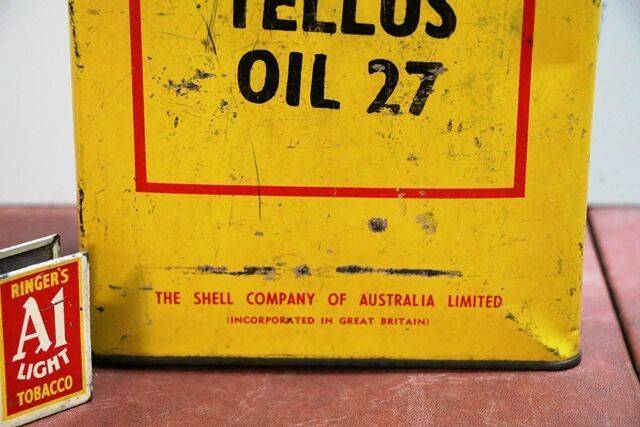 TELLUS
OIL 27
THE SHELL COMPANY OF AUSTRALIA LIMITED
(INCORPORATED IN GREAT BRITAIN)
RINGER'S
A1
LIGHT
TOBACCO